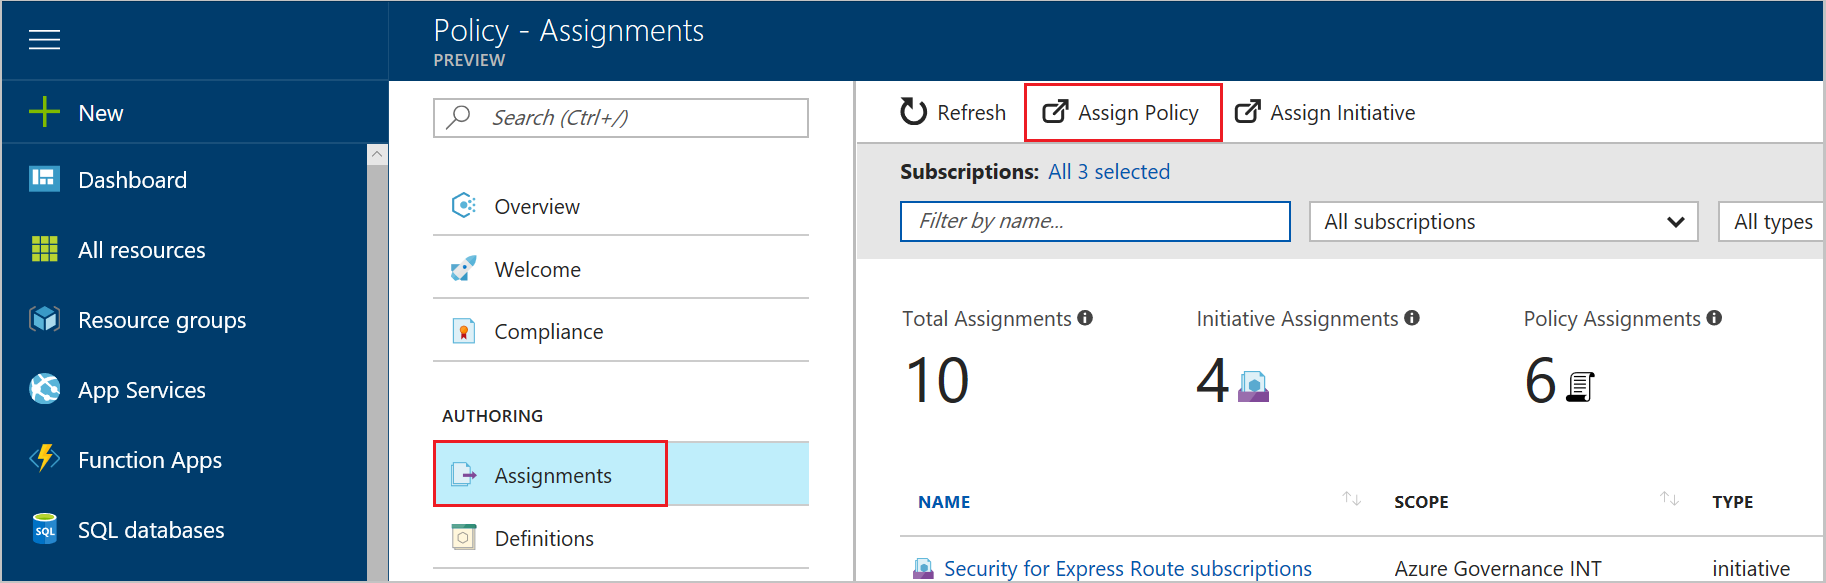 Policy - Assignments
PREVIEW
New
Dashboard
All resources
Resource groups
App Services
Function Apps
SQL
SQL databases
Search (Ctrl+/)
Overview
Welcome
Compliance
AUTHORING
Assignments
Definitions
Refresh
Assign Policy
Assign Initiative
Subscriptions: All 3 selected
Filter by name...
All subscriptions
All types
Total Assignments
Initiative Assignments
Policy Assignments
10
4
6
NAME
SCOPE
TYPE
Security for Express Route subscriptions
Azure Governance INT
initiative